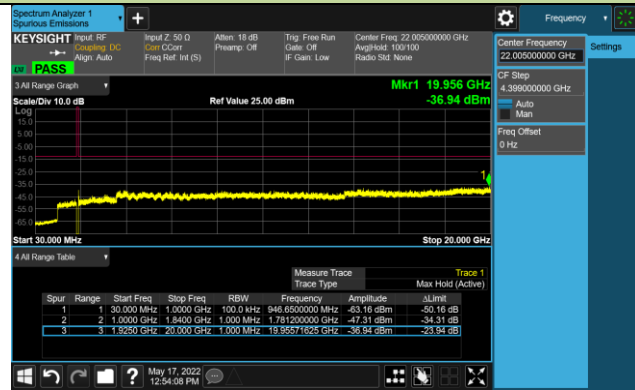 Spectrum Analyzer 1
Spurious Emissions
+
Frequency
KEYSIGHT
Input: RF
Coupling: DC
Align: Auto
Input Z: 50 Ω
Corr CCorr
Freq Ref: Int (S)
Atten: 18 dB
Preamp: Off
Trig: Free Run
Gate: Off
IF Gain: Low
Center Freq: 22.005000000 GHz
Avg|Hold: 100/100
Radio Std: None
PASS
Center Frequency
22.005000000 GHz
Settings
CF Step
4.399000000 GHz
Auto
Man
Freq Offset
0 Hz
3 All Range Graph
Mkr1 19.956 GHz
Scale/Div 10.0 dB
Ref Value 25.00 dBm
-36.94 dBm
Log
15.0
5.00
-5.00
-15.0
-25.0
-35.0
-45.0
-55.0
-65.0
1
Start 30.000 MHz
Stop 20.000 GHz
4 All Range Table
Measure Trace Trace 1
Trace Type Max Hold (Active)
Spur Range Start Freq Stop Freq RBW Frequency Amplitude ΔLimit
1 1 30.000 MHz 1.0000 GHz 100.0 kHz 946.6500000 MHz -63.16 dBm -50.16 dB
2 2 1.0000 GHz 1.8400 GHz 1.000 MHz 1.781200000 GHz -47.31 dBm -34.31 dB
3 3 1.9250 GHz 20.000 GHz 1.000 MHz 19.95571625 GHz -36.94 dBm -23.94 dB
?
May 17, 2022
12:54:08 PM